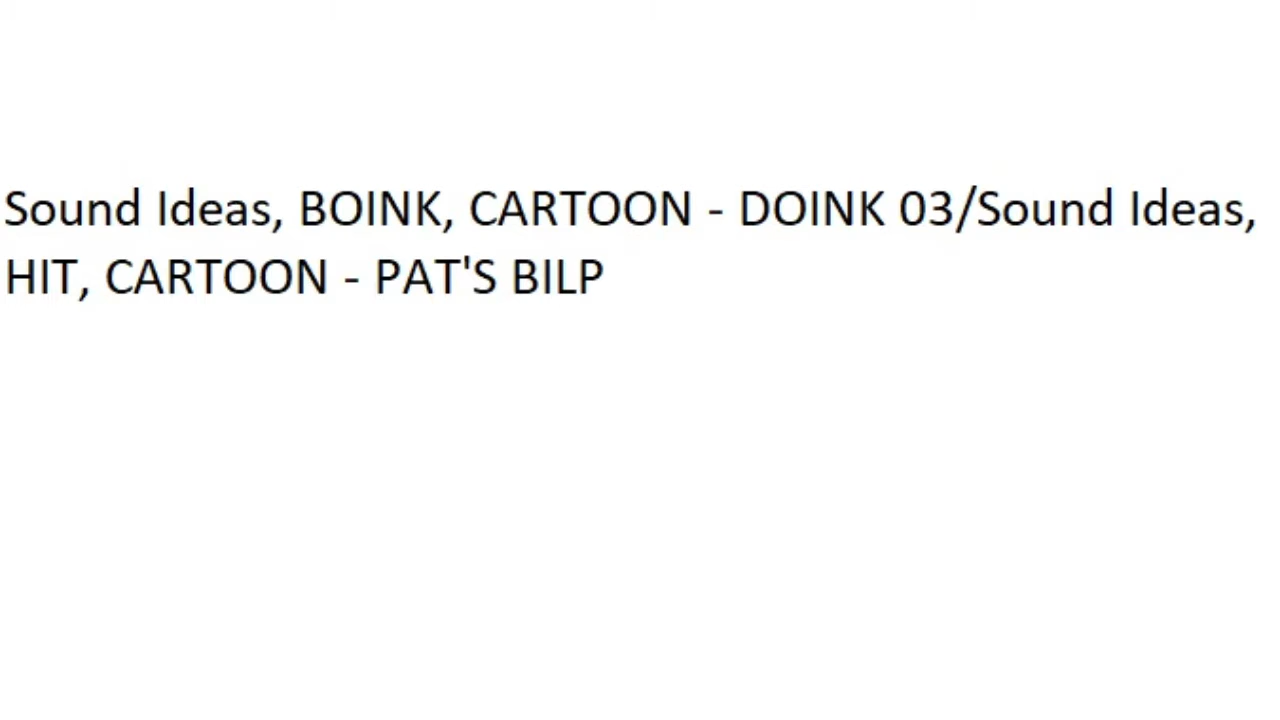 Sound Ideas, BOINK, CARTOON - DOINK 03/Sound Ideas,
HIT, CARTOON - PAT'S BILP